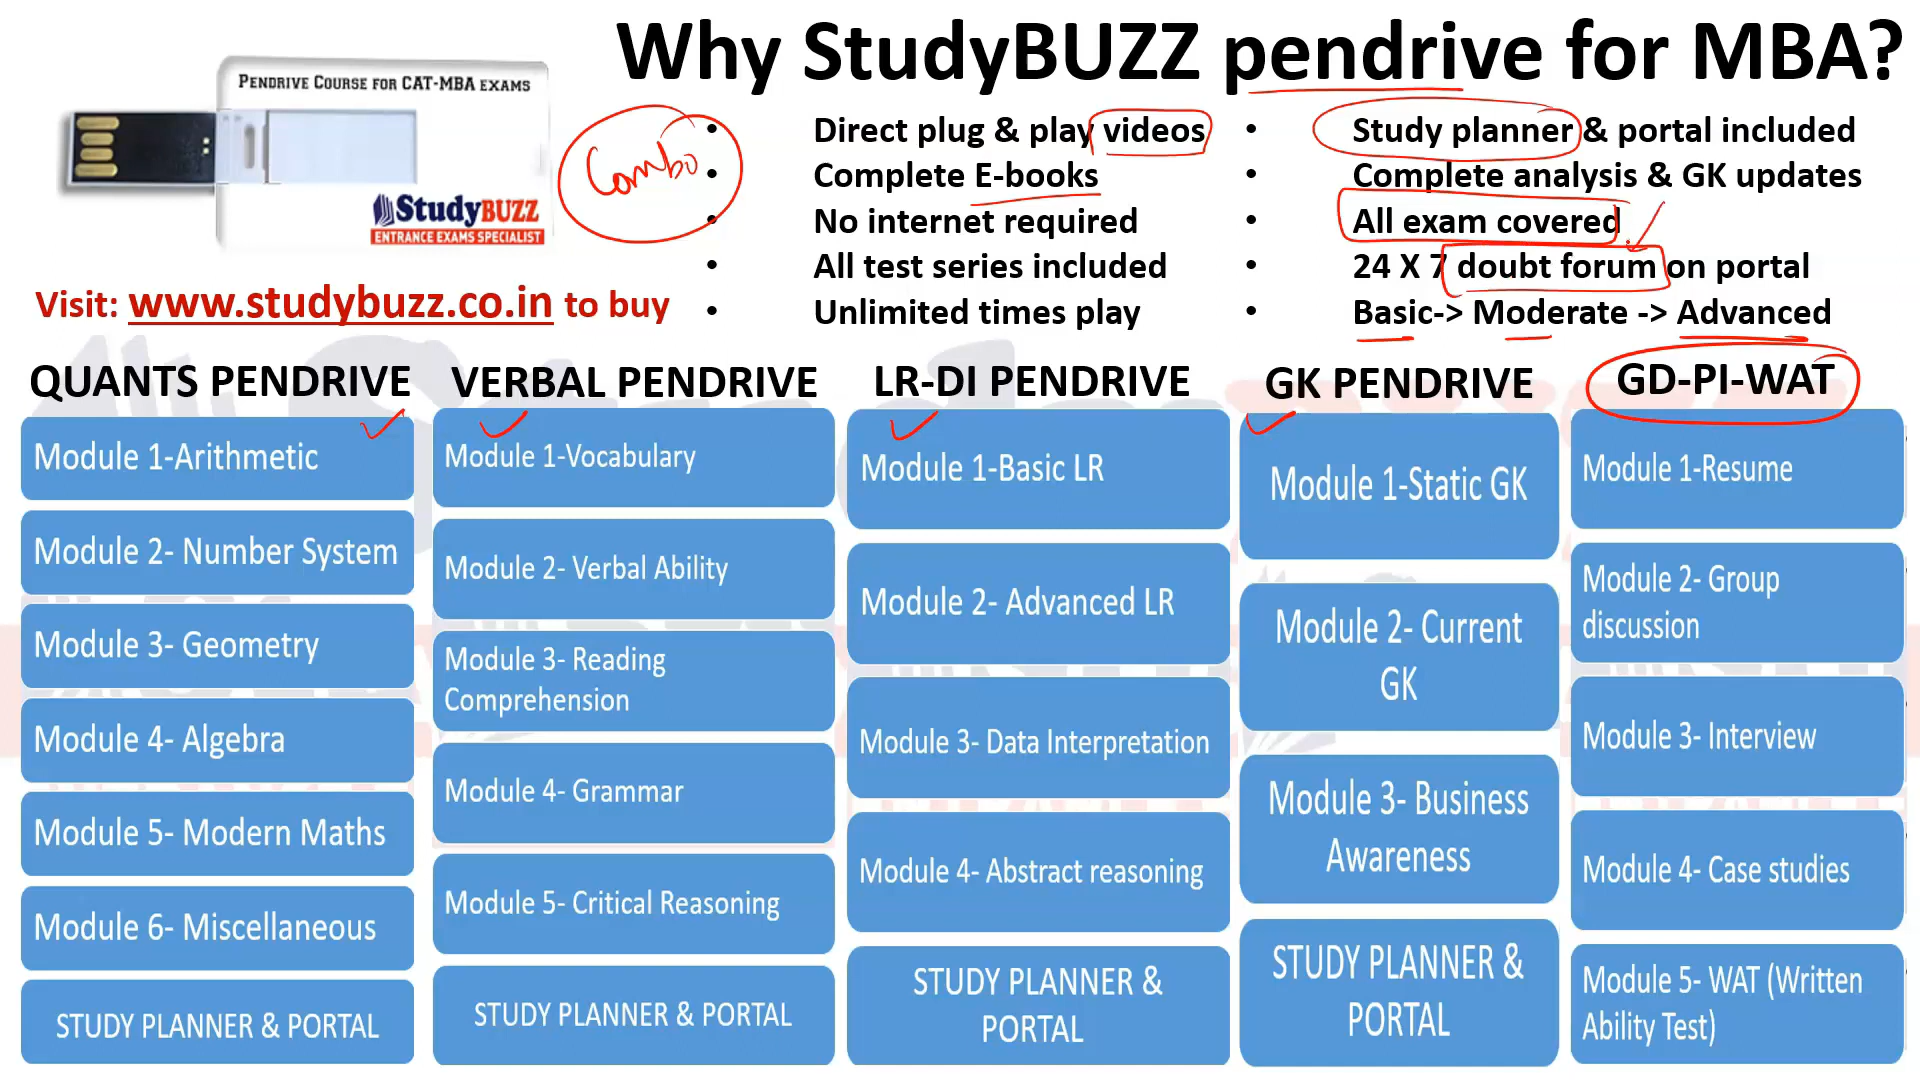 Why StudyBUZZ pendrive for MBA?
PENDRIVE COURSE FOR CAT-MBA EXAMS
StudyBUZZ
ENTRANCE EXAMS SPECIALIST
Combo
Visit: www.studybuzz.co.in to buy
• Direct plug & play videos
• Complete E-books
• No internet required
• All test series included
• Unlimited times play
• Study planner & portal included
• Complete analysis & GK updates
• All exam covered
• 24 X 7 doubt forum on portal
• Basic-> Moderate -> Advanced
QUANTS PENDRIVE
Module 1-Arithmetic
Module 2- Number System
Module 3- Geometry
Module 4- Algebra
Module 5- Modern Maths
Module 6- Miscellaneous
STUDY PLANNER & PORTAL
VERBAL PENDRIVE
Module 1-Vocabulary
Module 2- Verbal Ability
Module 3- Reading
Comprehension
Module 4- Grammar
Module 5- Critical Reasoning
STUDY PLANNER & PORTAL
LR-DI PENDRIVE
Module 1-Basic LR
Module 2- Advanced LR
Module 3- Data Interpretation
Module 4- Abstract reasoning
STUDY PLANNER &
PORTAL
GK PENDRIVE
Module 1-Static GK
Module 2- Current
GK
Module 3- Business
Awareness
STUDY PLANNER &
PORTAL
GD-PI-WAT
Module 1-Resume
Module 2- Group
discussion
Module 3- Interview
Module 4- Case studies
Module 5- WAT (Written
Ability Test)